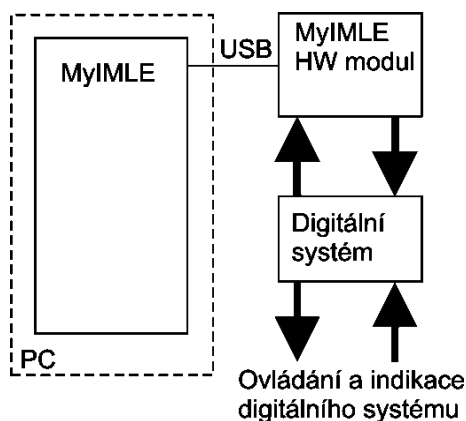 MyIMLE
USB
MyIMLE
HW modul
Digitální
systém
PC
Ovládání a indikace
digitálního systému